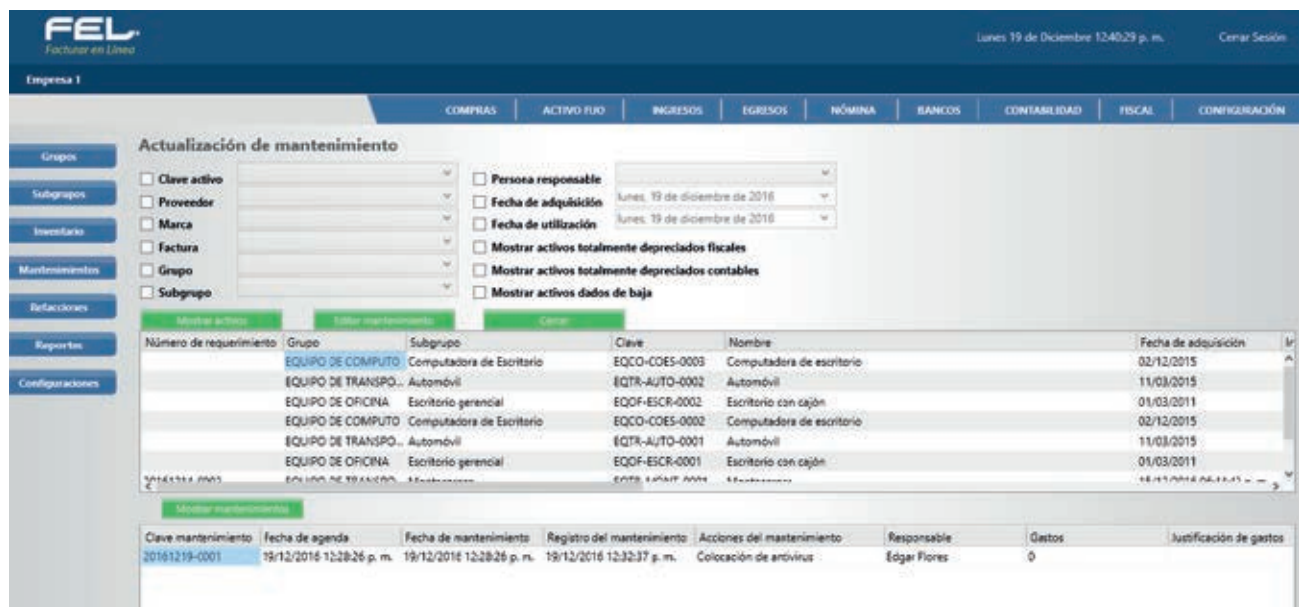 FEL.
Facturar en Línea
Lunes 19 de Diciembre 12:40:29 p. m.
Cerrar Sesión
Empresa 1
COMPRAS
ACTIVO FIJO
INGRESOS
EGRESOS
NÓMINA
BANCOS
CONTABILIDAD
FISCAL
CONFIGURACIÓN
Grupos
Subgrupos
Inventario
Mantenimientos
Refacciones
Reportes
Configuraciones
Actualización de mantenimiento
Clave activo
Persona responsable
Proveedor
Fecha de adquisición
lunes, 19 de diciembre de 2016
Marca
Fecha de utilización
lunes, 19 de diciembre de 2016
Factura
Mostrar activos totalmente depreciados fiscales
Grupo
Mostrar activos totalmente depreciados contables
Subgrupo
Mostrar activos dados de baja
Mostrar activos
Editar mantenimiento
Cerrar
Número de requerimiento Grupo Subgrupo Clave Nombre Fecha de adquisición
EQUIPO DE COMPUTO Computadora de Escritorio EQCO-COES-0003 Computadora de escritorio 02/12/2015
EQUIPO DE TRANSPO... Automóvil EQTR-AUTO-0002 Automóvil 11/03/2015
EQUIPO DE OFICINA Escritorio gerencial EQOF-ESCR-0002 Escritorio con cajón 01/03/2011
EQUIPO DE COMPUTO Computadora de Escritorio EQCO-COES-0002 Computadora de escritorio 02/12/2015
EQUIPO DE TRANSPO... Automóvil EQTR-AUTO-0001 Automóvil 11/03/2015
EQUIPO DE OFICINA Escritorio gerencial EQOF-ESCR-0001 Escritorio con cajón 01/03/2011
Mostrar mantenimientos
Clave mantenimiento Fecha de agenda Fecha de mantenimiento Registro del mantenimiento Acciones del mantenimiento Responsable Gastos Justificación de gastos
20161219-0001 19/12/2016 12:28:26 p. m. 19/12/2016 12:28:26 p. m. 19/12/2016 12:32:37 p. m. Colocación de antivirus Edgar Flores 0